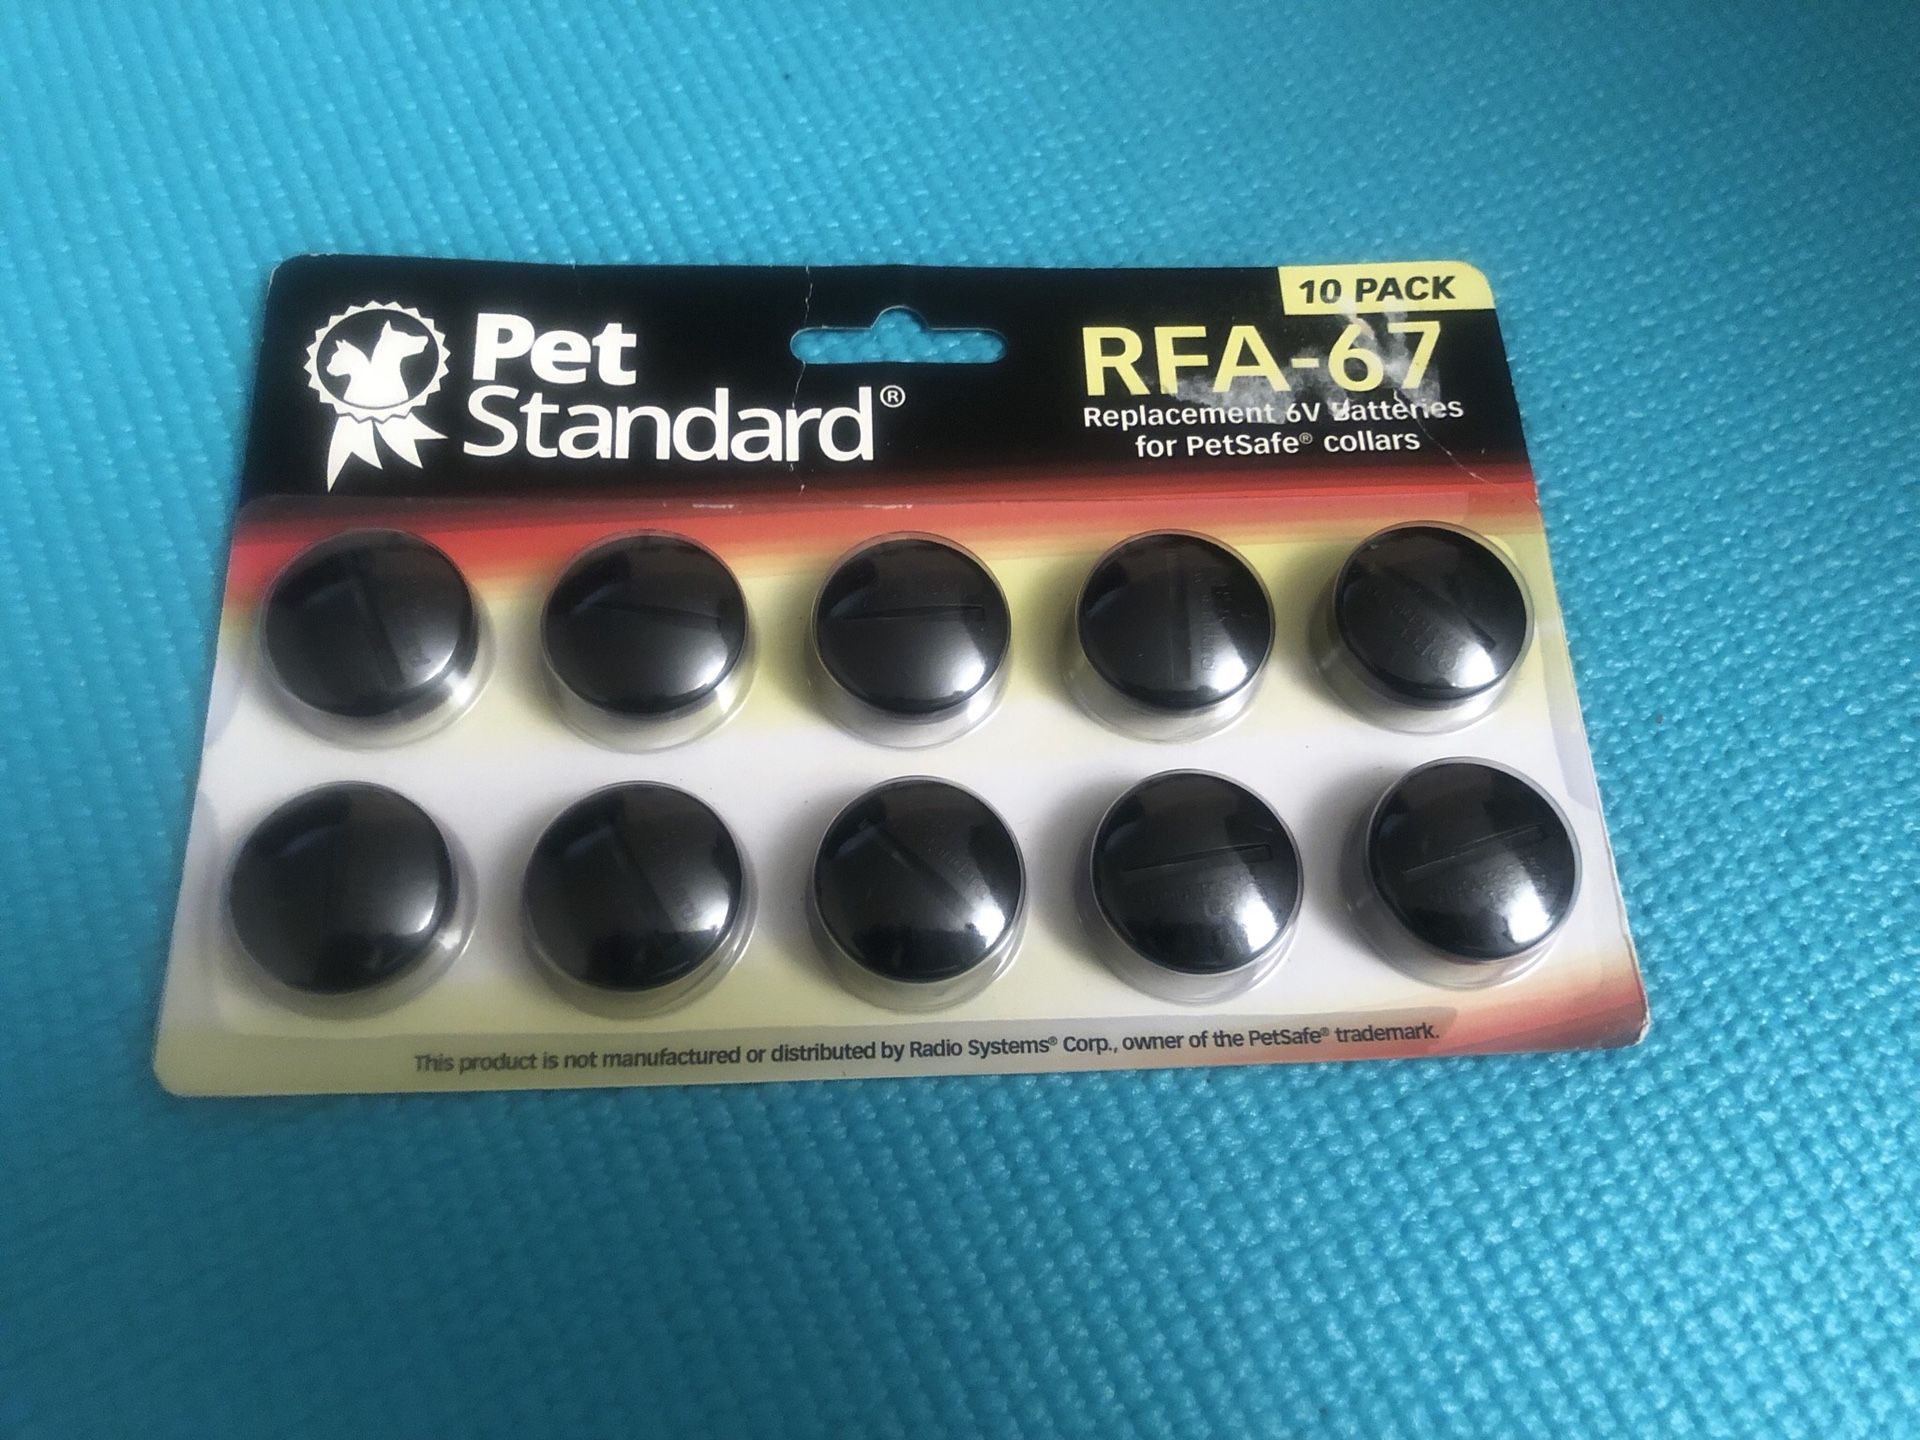 10 PACK
Pet
Standard®
RFA-67
Replacement 6V Batteries
for PetSafe® collars
This product is not manufactured or distributed by Radio Systems® Corp., owner of the PetSafe® trademark.